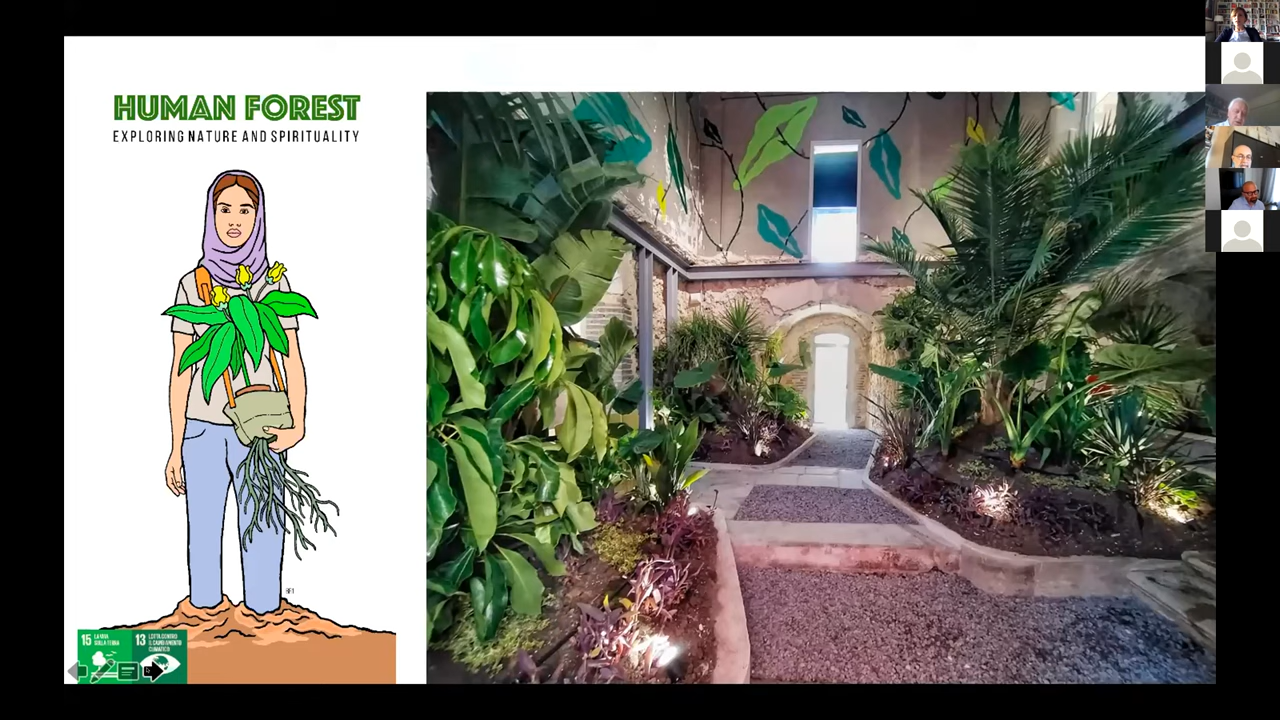 HUMAN FOREST
EXPLORING NATURE AND SPIRITUALITY
15 LA VITA
SULLA TERRA
13 LOTTA CONTRO
IL CAMBIAMENTO
CLIMATICO